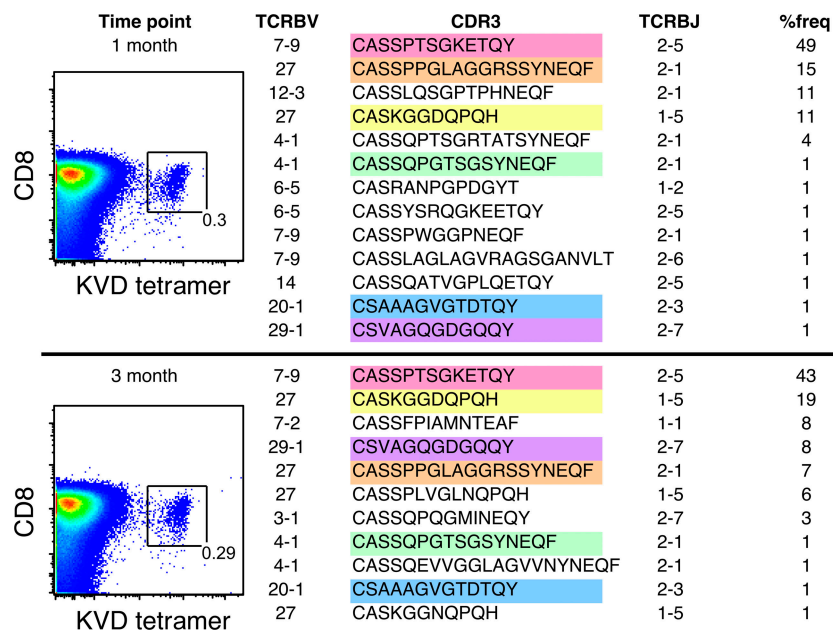 Time point TCRBV CDR3 TCRBJ %freq
1 month 7-9 CASSPTSGKETQY 2-5 49
27 CASSPPGLAGGRSSYNEQF 2-1 15
12-3 CASSLQSGPTPHNEQF 2-1 11
27 CASKGGDQPQH 1-5 11
4-1 CASSQPTSGRTATSYNEQF 2-1 4
4-1 CASSQPGTSGSYNEQF 2-1 1
6-5 CASRANPGPDGYT 1-2 1
6-5 CASSYSRQGKEETQY 2-5 1
7-9 CASSPWGGPNEQF 2-1 1
7-9 CASSLAGLAGVRAGSGANVLT 2-6 1
14 CASSQATVGPLQETQY 2-5 1
20-1 CSAAAGVGTDTQY 2-3 1
29-1 CSVAGQGDGQQY 2-7 1
CD8
0.3
KVD tetramer
3 month 7-9 CASSPTSGKETQY 2-5 43
27 CASKGGDQPQH 1-5 19
7-2 CASSFPIAMNTEAF 1-1 8
29-1 CSVAGQGDGQQY 2-7 8
27 CASSPPGLAGGRSSYNEQF 2-1 7
27 CASSPLVGLNQPQH 1-5 6
3-1 CASSQPQGMINEQY 2-7 3
4-1 CASSQPGTSGSYNEQF 2-1 1
4-1 CASSQEVVGGLAGVVNYNEQF 2-1 1
20-1 CSAAAGVGTDTQY 2-3 1
27 CASKGGNQPQH 1-5 1
CD8
0.29
KVD tetramer